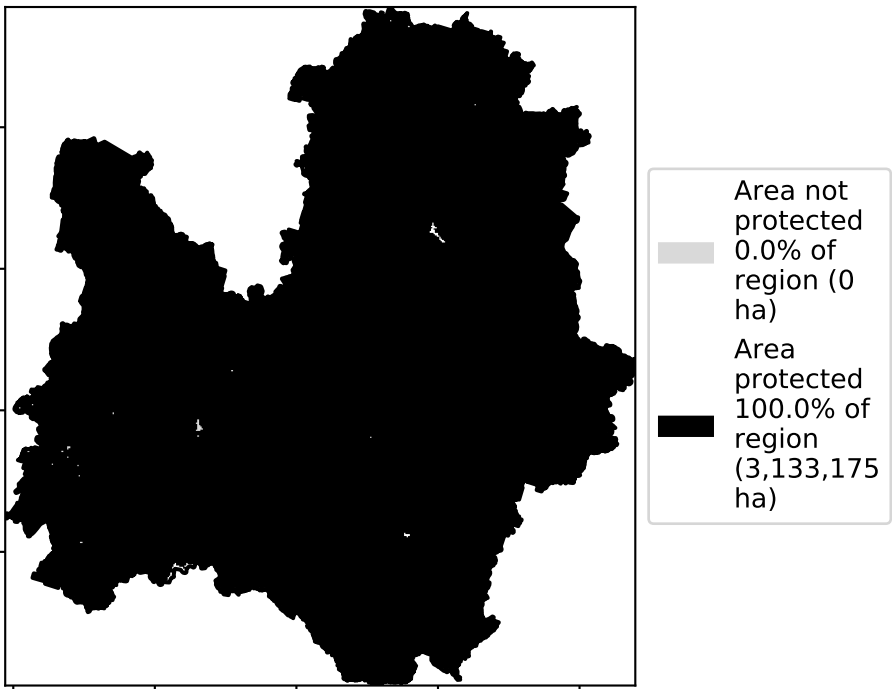 Area not
protected
0.0% of
region (0
ha)
Area
protected
100.0% of
region
(3,133,175
ha)